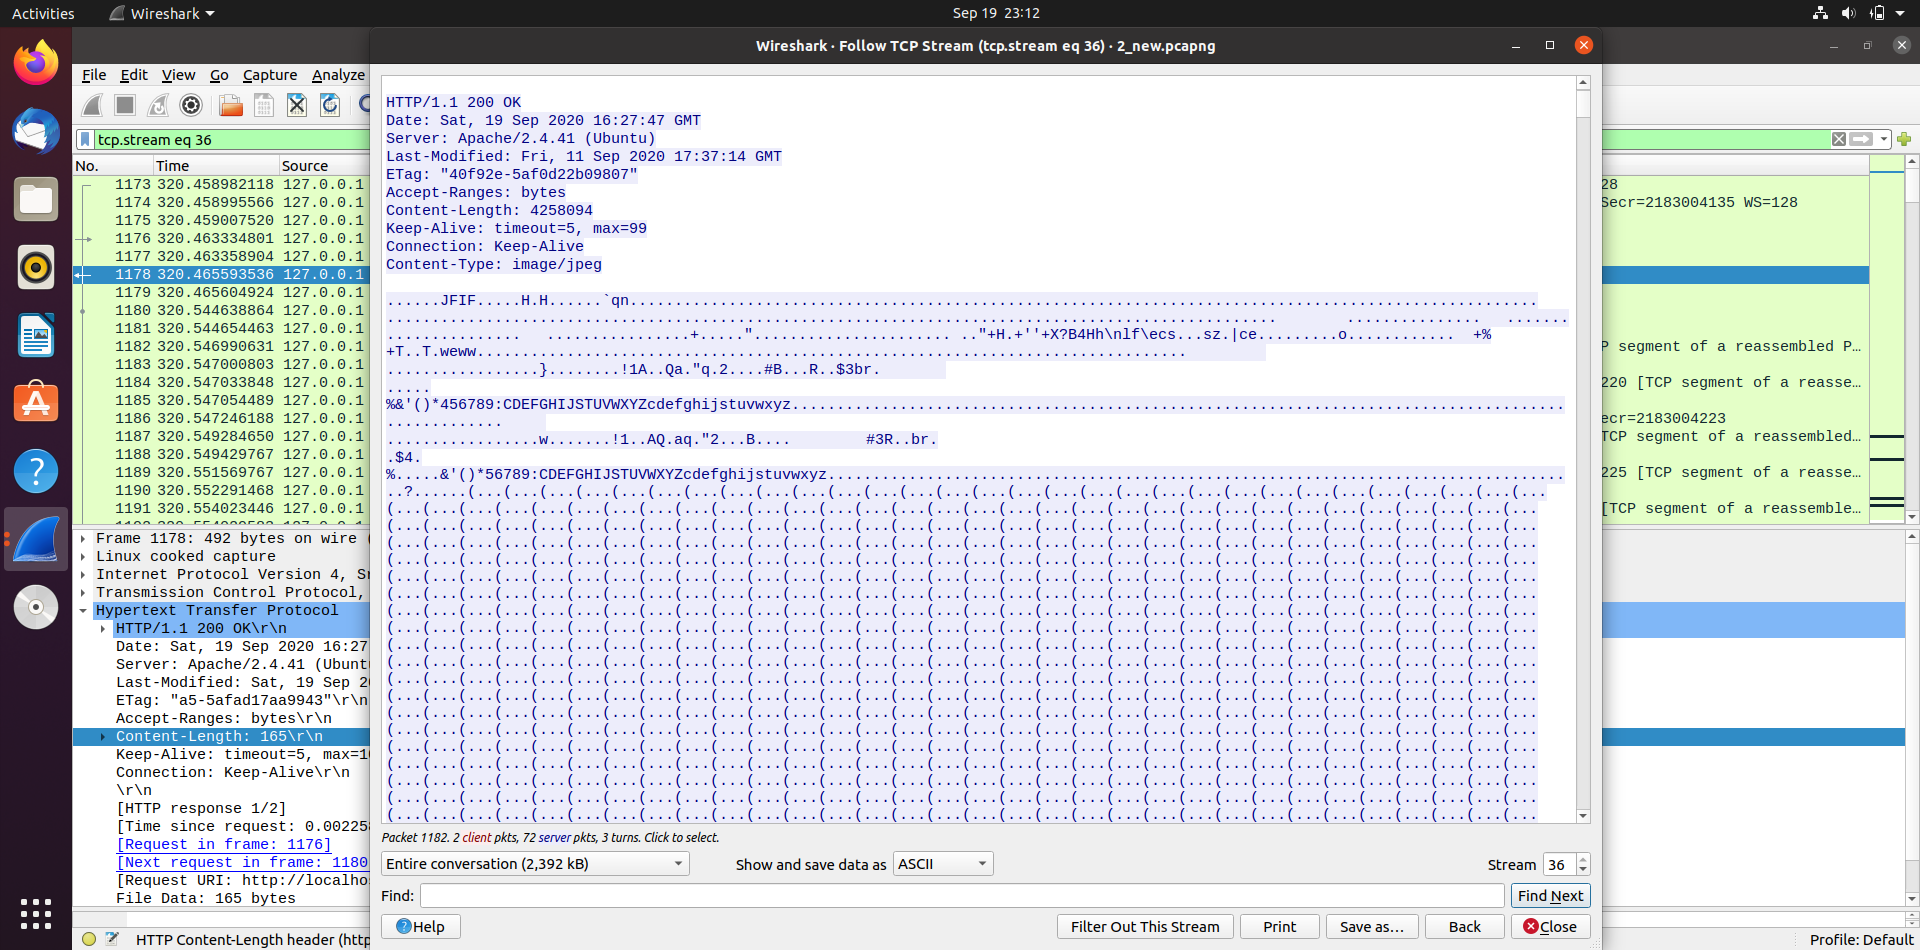 Activities Wireshark Sep 19 23:12
Wireshark · Follow TCP Stream (tcp.stream eq 36) · 2_new.pcapng
File Edit View Go Capture Analyze
tcp.stream eq 36
No. Time Source
1173 320.458982118 127.0.0.1
1174 320.458995566 127.0.0.1
1175 320.459007520 127.0.0.1
1176 320.463334801 127.0.0.1
1177 320.463358904 127.0.0.1
1178 320.465593536 127.0.0.1
1179 320.465604924 127.0.0.1
1180 320.544638864 127.0.0.1
1181 320.544654463 127.0.0.1
1182 320.546990631 127.0.0.1
1183 320.547000803 127.0.0.1
1184 320.547033848 127.0.0.1
1185 320.547054489 127.0.0.1
1186 320.547246188 127.0.0.1
1187 320.549284650 127.0.0.1
1188 320.549429767 127.0.0.1
1189 320.551569767 127.0.0.1
1190 320.552291468 127.0.0.1
1191 320.554023446 127.0.0.1
28
Secr=2183004135 WS=128
P segment of a reassembled P…
220 [TCP segment of a reasse…
ecr=2183004223
TCP segment of a reassembled…
225 [TCP segment of a reasse…
[TCP segment of a reassemble…
Frame 1178: 492 bytes on wire (
Linux cooked capture
Internet Protocol Version 4, Sr
Transmission Control Protocol,
Hypertext Transfer Protocol
HTTP/1.1 200 OK\r\n
Date: Sat, 19 Sep 2020 16:27
Server: Apache/2.4.41 (Ubunt
Last-Modified: Sat, 19 Sep 2
ETag: "a5-5afad17aa9943"\r\n
Accept-Ranges: bytes\r\n
Content-Length: 165\r\n
Keep-Alive: timeout=5, max=1
Connection: Keep-Alive\r\n
\r\n
[HTTP response 1/2]
[Time since request: 0.00225
[Request in frame: 1176]
[Next request in frame: 1180
[Request URI: http://localho
File Data: 165 bytes
HTTP Content-Length header (http
Profile: Default
HTTP/1.1 200 OK
Date: Sat, 19 Sep 2020 16:27:47 GMT
Server: Apache/2.4.41 (Ubuntu)
Last-Modified: Fri, 11 Sep 2020 17:37:14 GMT
ETag: "40f92e-5af0d22b09807"
Accept-Ranges: bytes
Content-Length: 4258094
Keep-Alive: timeout=5, max=99
Connection: Keep-Alive
Content-Type: image/jpeg
......JFIF.....H.H......`qn
+....." .."+H.+''+X?B4Hh\nlf\ecs...sz.|ce.........o............ +%
+T..T.weww
.................}........!1A..Qa."q.2....#B...R..$3br.
.....
%&'()*456789:CDEFGHIJSTUVWXYZcdefghijstuvwxyz
.................w.......!1..AQ.aq."2...B.... #3R..br.
.$4.
%.....&'()*56789:CDEFGHIJSTUVWXYZcdefghijstuvwxyz
Packet 1182. 2 client pkts, 72 server pkts, 3 turns. Click to select.
Entire conversation (2,392 kB) Show and save data as ASCII Stream 36
Find: Find Next
Help Filter Out This Stream Print Save as… Back Close